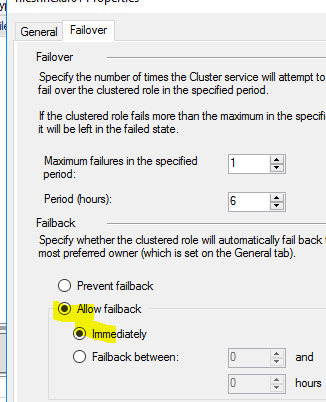 Properties
General
Failover
Failover
Specify the number of times the Cluster service will attempt to
fail over the clustered role in the specified period.
If the clustered role fails more than the maximum in the specifi
it will be left in the failed state.
Maximum failures in the specified
period:
1
Period (hours):
6
Failback
Specify whether the clustered role will automatically fail back
most preferred owner (which is set on the General tab).
Prevent failback
Allow failback
Immediately
Failback between:
0
and
0
hours